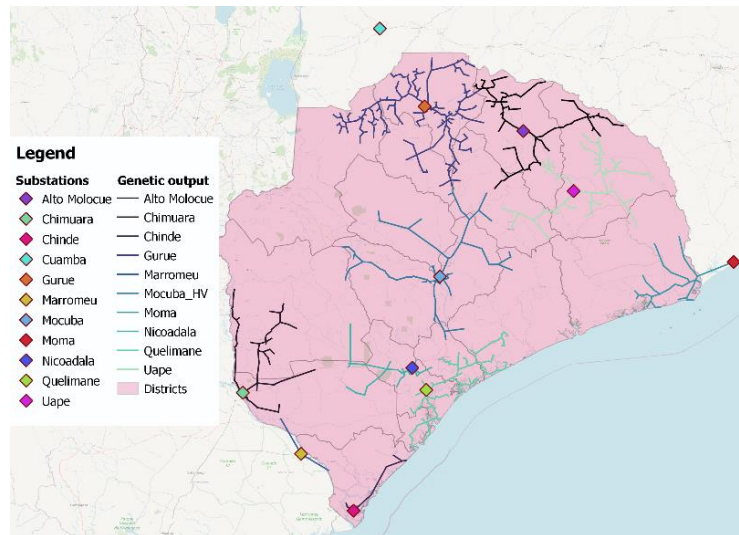 Legend
Substations
Alto Molocue
Chimuara
Chinde
Cuamba
Gurue
Marromeu
Mocuba
Moma
Nicoadala
Quelimane
Uape
Genetic output
Alto Molocue
Chimuara
Chinde
Gurue
Marromeu
Mocuba_HV
Moma
Nicoadala
Quelimane
Uape
Districts